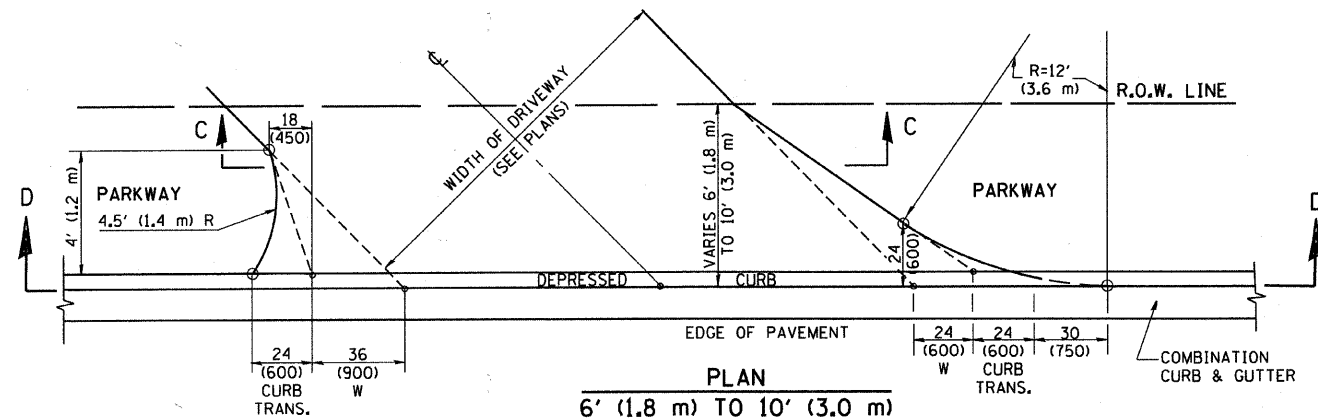 R=12'
(3.6 m)
R.O.W. LINE
WIDTH OF DRIVEWAY
(SEE PLANS)
C
18
(450)
C
VARIES 6' (1.8 m)
TO 10' (3.0 m)
D
4' (1.2 m)
PARKWAY
4.5' (1.4 m) R
PARKWAY
D
24
(600)
DEPRESSED CURB
EDGE OF PAVEMENT
24
(600)
CURB
TRANS.
36
(900)
W
24
(600)
W
24
(600)
CURB
TRANS.
30
(750)
COMBINATION
CURB & GUTTER
PLAN
6' (1.8 m) TO 10' (3.0 m)